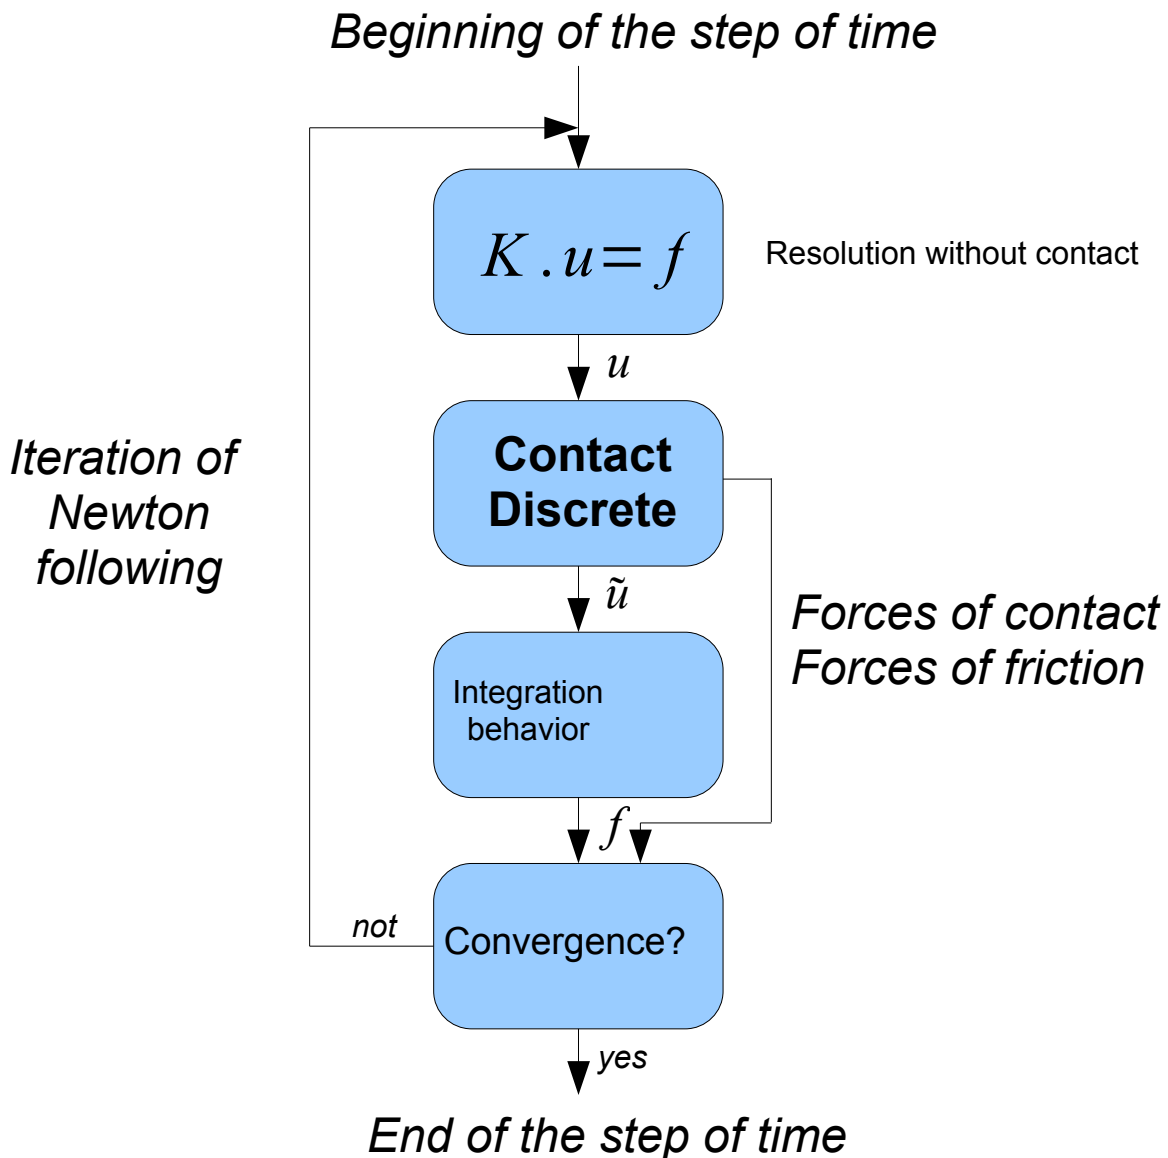 Beginning of the step of time
K . u = f
Resolution without contact
u
Contact
Discrete
Iteration of
Newton
following
ũ
Forces of contact
Forces of friction
Integration
behavior
f
not
Convergence?
yes
End of the step of time